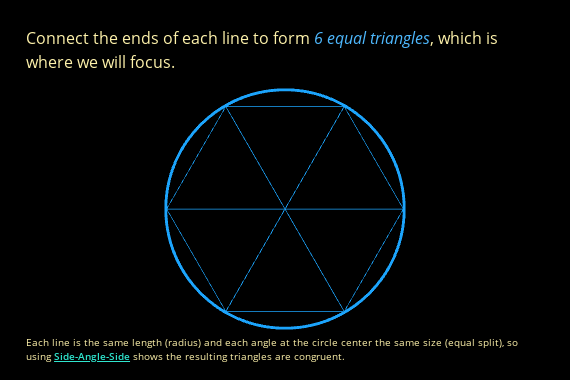 Connect the ends of each line to form 6 equal triangles, which is
where we will focus.
Each line is the same length (radius) and each angle at the circle center the same size (equal split), so
using Side-Angle-Side shows the resulting triangles are congruent.